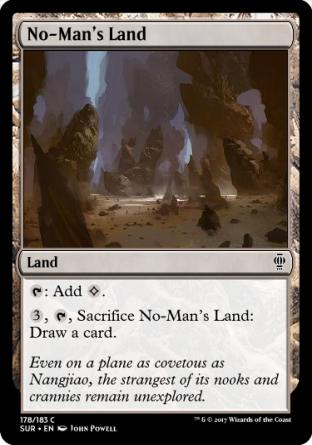 No-Man's Land
Land
: Add .
3, , Sacrifice No-Man's Land:
Draw a card.
Even on a plane as covetous as
Nangjiao, the strangest of its nooks and
crannies remain unexplored.
178/183 C
SUR • EN John Powell
™ & © 2017 Wizards of the Coast